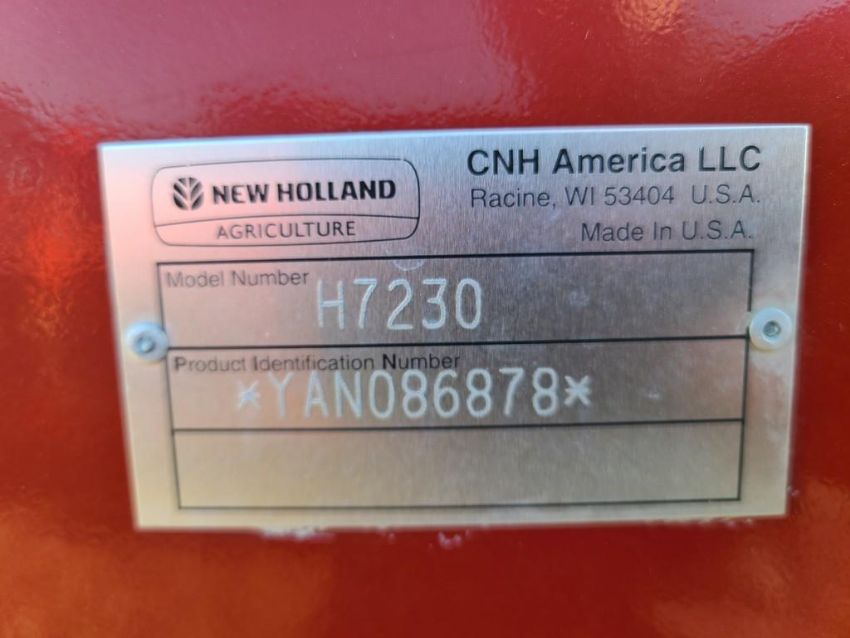 NEW HOLLAND
AGRICULTURE
CNH America LLC
Racine, WI 53404 U.S.A.
Made In U.S.A.
Model Number
H7230
Product Identification Number
*YAN086878*